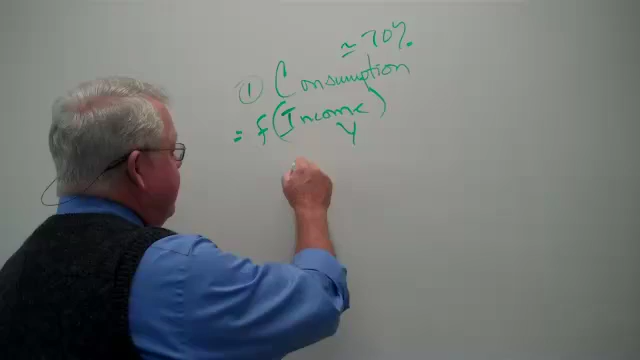 ≈ 70%
① Consumption
= f(Income)
Y